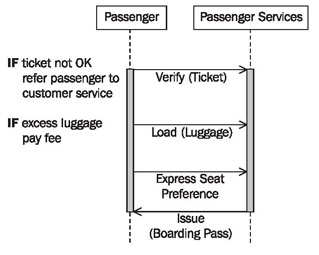 Passenger
Passenger Services
IF ticket not OK
refer passenger to
customer service
Verify (Ticket)
IF excess luggage
pay fee
Load (Luggage)
Express Seat
Preference
Issue
(Boarding Pass)